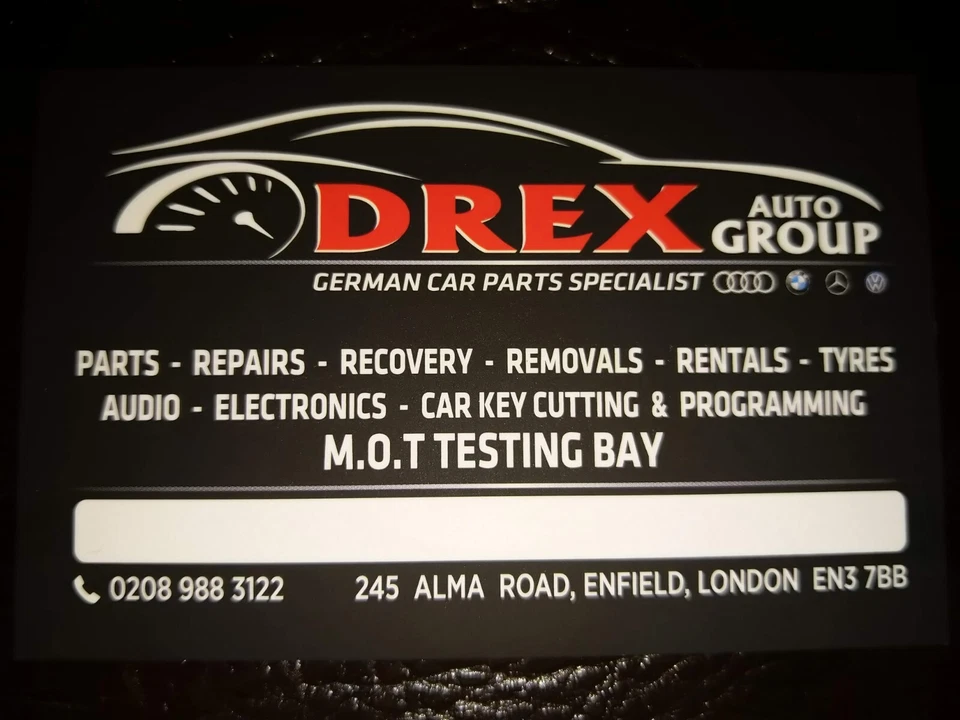 DREX AUTO GROUP
GERMAN CAR PARTS SPECIALIST
PARTS - REPAIRS - RECOVERY - REMOVALS - RENTALS - TYRES
AUDIO - ELECTRONICS - CAR KEY CUTTING & PROGRAMMING
M.O.T TESTING BAY
0208 988 3122 245 ALMA ROAD, ENFIELD, LONDON EN3 7BB